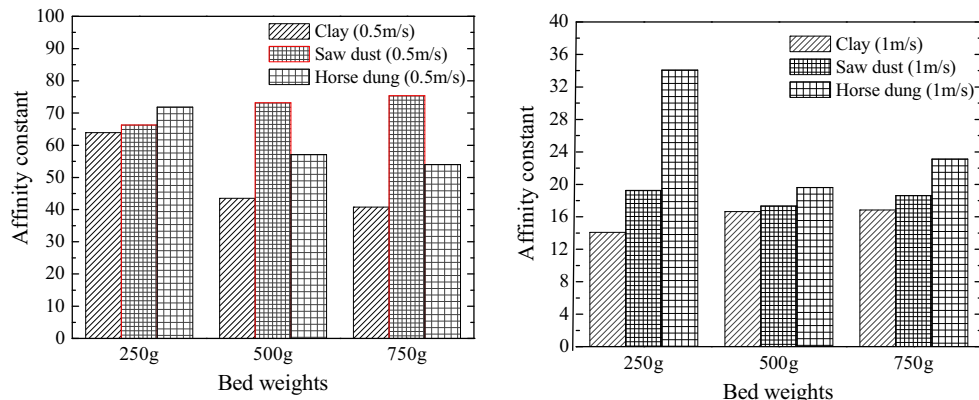 Affinity constant
100
90
80
70
60
50
40
30
20
10
0
Clay (0.5m/s)
Saw dust (0.5m/s)
Horse dung (0.5m/s)
250g 500g 750g
Bed weights
Affinity constant
40
36
32
28
24
20
16
12
8
4
0
Clay (1m/s)
Saw dust (1m/s)
Horse dung (1m/s)
250g 500g 750g
Bed weights